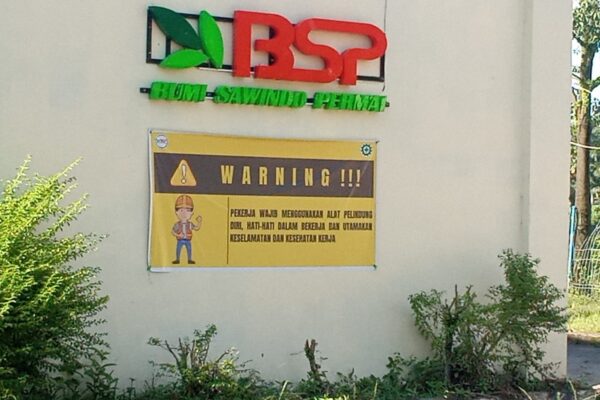 BSP
BUMI SAWINDO PERMAI
WARNING !!!
PEKERJA WAJIB MENGGUNAKAN ALAT PELINDUNG
DIRI, HATI-HATI DALAM BEKERJA DAN UTAMAKAN
KESELAMATAN DAN KESEHATAN KERJA